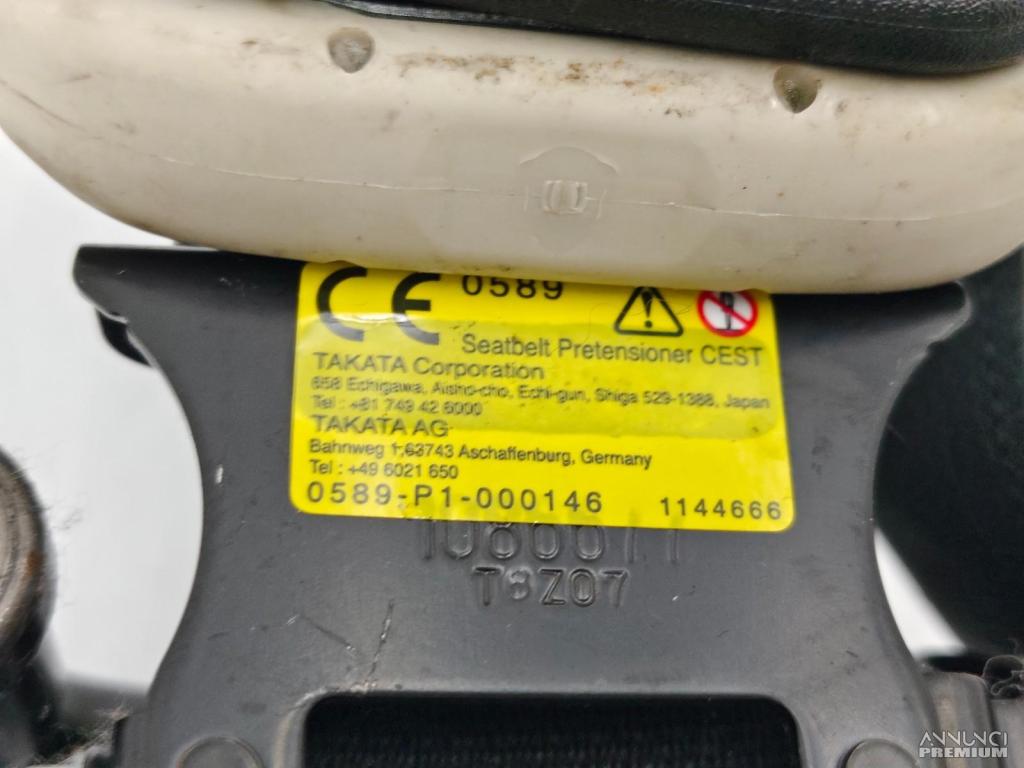 CE 0589
Seatbelt Pretensioner CEST
TAKATA Corporation
658 Echigawa, Aisho-cho, Echi-gun, Shiga 529-1388, Japan
Tel : +81 749 42 6000
TAKATA AG
Bahnweg 1,63743 Aschaffenburg, Germany
Tel : +49 6021 650
0589-P1-000146 1144666
T8Z07
ANNUNCI
PREMIUM